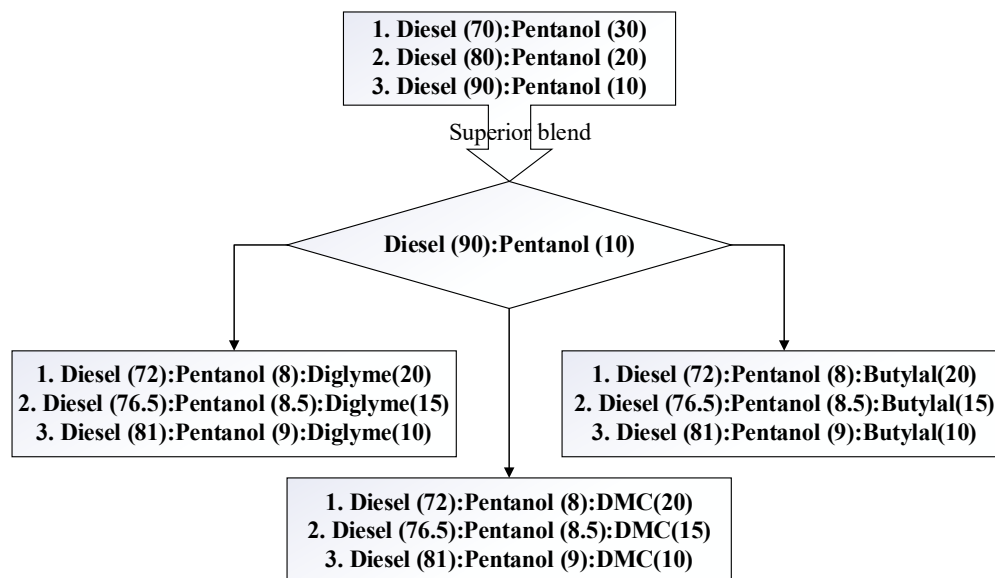 1. Diesel (70):Pentanol (30)
2. Diesel (80):Pentanol (20)
3. Diesel (90):Pentanol (10)
Superior blend
Diesel (90):Pentanol (10)
1. Diesel (72):Pentanol (8):Diglyme(20)
2. Diesel (76.5):Pentanol (8.5):Diglyme(15)
3. Diesel (81):Pentanol (9):Diglyme(10)
1. Diesel (72):Pentanol (8):Butylal(20)
2. Diesel (76.5):Pentanol (8.5):Butylal(15)
3. Diesel (81):Pentanol (9):Butylal(10)
1. Diesel (72):Pentanol (8):DMC(20)
2. Diesel (76.5):Pentanol (8.5):DMC(15)
3. Diesel (81):Pentanol (9):DMC(10)